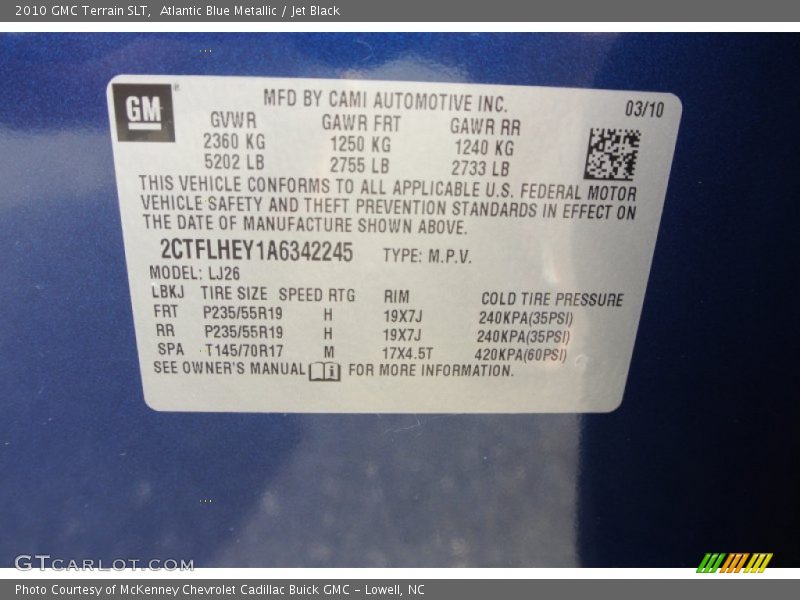 2010 GMC Terrain SLT, Atlantic Blue Metallic / Jet Black
GM
MFD BY CAMI AUTOMOTIVE INC. 03/10
GVWR GAWR FRT GAWR RR
2360 KG 1250 KG 1240 KG
5202 LB 2755 LB 2733 LB
THIS VEHICLE CONFORMS TO ALL APPLICABLE U.S. FEDERAL MOTOR
VEHICLE SAFETY AND THEFT PREVENTION STANDARDS IN EFFECT ON
THE DATE OF MANUFACTURE SHOWN ABOVE.
2CTFLHEY1A6342245 TYPE: M.P.V.
MODEL: LJ26
LBKJ TIRE SIZE SPEED RTG RIM COLD TIRE PRESSURE
FRT P235/55R19 H 19X7J 240KPA(35PSI)
RR P235/55R19 H 19X7J 240KPA(35PSI)
SPA T145/70R17 M 17X4.5T 420KPA(60PSI)
SEE OWNER'S MANUAL FOR MORE INFORMATION.
GTCARLOT.COM
Photo Courtesy of McKenney Chevrolet Cadillac Buick GMC - Lowell, NC